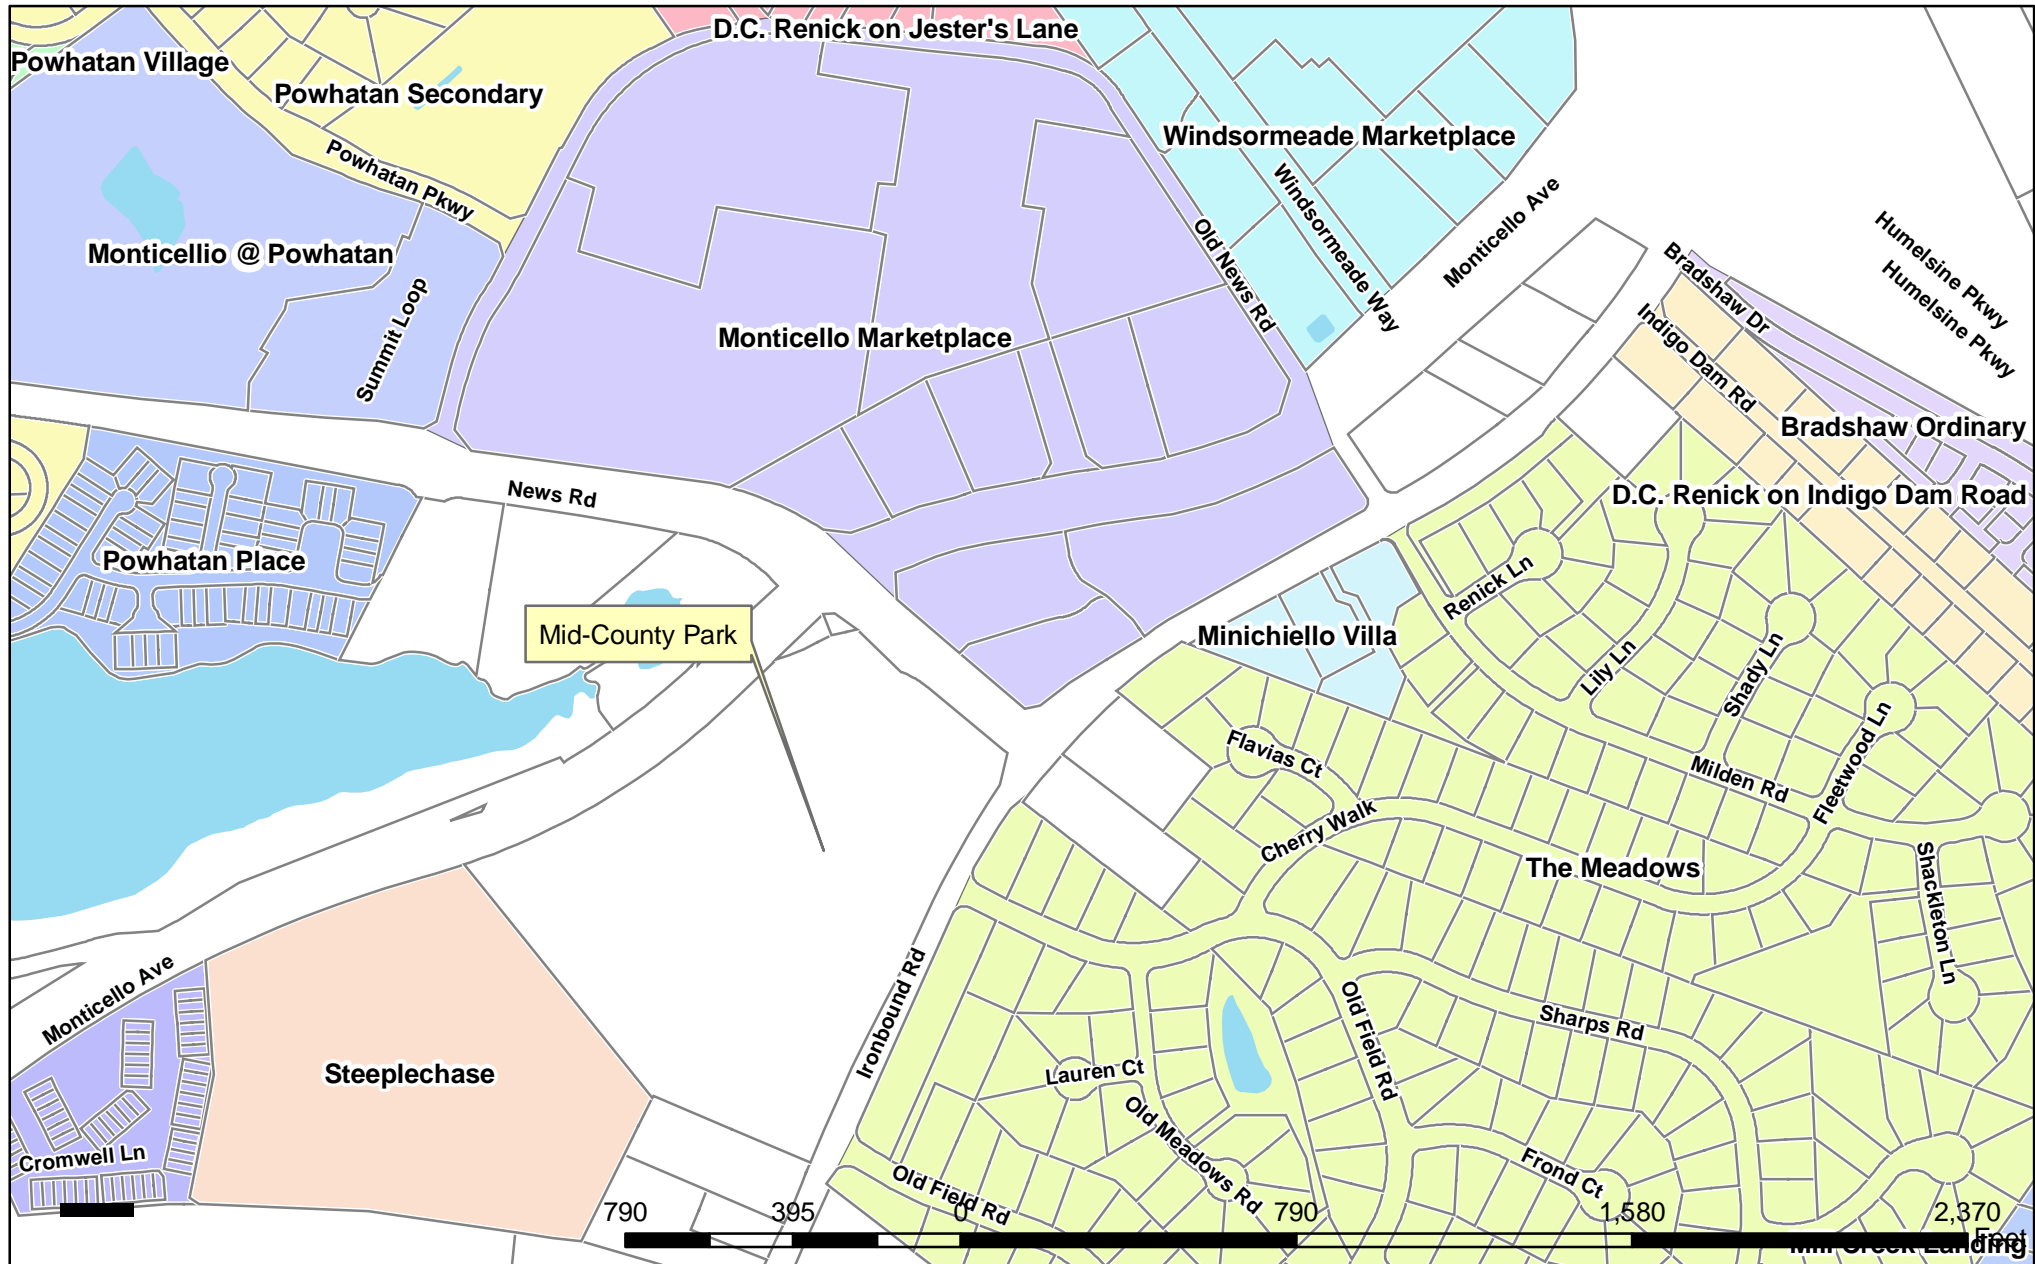 D.C. Renick on Jester's Lane
Powhatan Village
Powhatan Secondary
Windsormeade Marketplace
Powhatan Pkwy
Windsormeade Way
Monticello Ave
Monticellio @ Powhatan
Old News Rd
Humelsine Pkwy
Humelsine Pkwy
Bradshaw Dr
Summit Loop
Monticello Marketplace
Indigo Dam Rd
Bradshaw Ordinary
News Rd
D.C. Renick on Indigo Dam Road
Powhatan Place
Renick Ln
Mid-County Park
Minichiello Villa
Lily Ln
Shady Ln
Flavias Ct
Fleetwood Ln
Milden Rd
Cherry Walk
The Meadows
Shackleton Ln
Monticello Ave
Ironbound Rd
Old Field Rd
Sharps Rd
Steeplechase
Lauren Ct
Old Meadows Rd
Cromwell Ln
Frond Ct
Old Field Rd
790 395 0 790 1,580 2,370
Feet
Mill Creek Landing